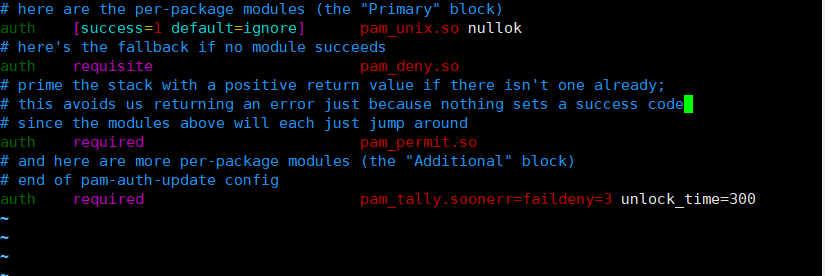 # here are the per-package modules (the "Primary" block)
auth    [success=1 default=ignore]      pam_unix.so nullok
# here's the fallback if no module succeeds
auth    requisite                       pam_deny.so
# prime the stack with a positive return value if there isn't one already;
# this avoids us returning an error just because nothing sets a success code
# since the modules above will each just jump around
auth    required                        pam_permit.so
# and here are more per-package modules (the "Additional" block)
# end of pam-auth-update config
auth    required                        pam_tally.soonerr=faildeny=3 unlock_time=300
~
~
~
~